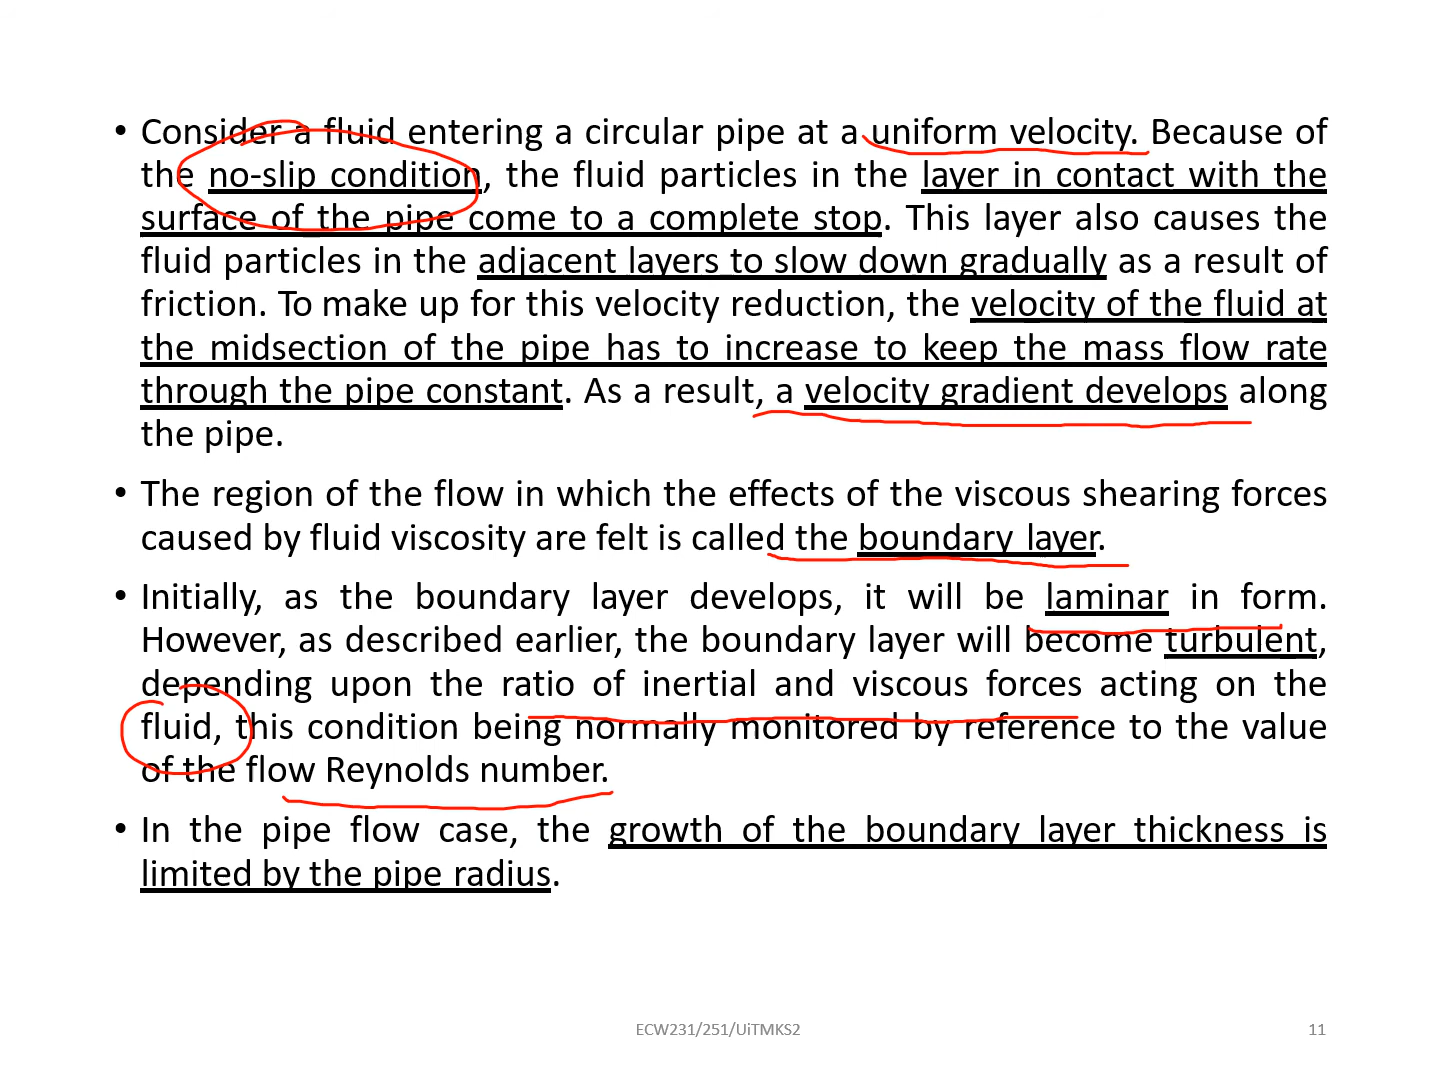 • Consider a fluid entering a circular pipe at a uniform velocity. Because of
the no-slip condition, the fluid particles in the layer in contact with the
surface of the pipe come to a complete stop. This layer also causes the
fluid particles in the adjacent layers to slow down gradually as a result of
friction. To make up for this velocity reduction, the velocity of the fluid at
the midsection of the pipe has to increase to keep the mass flow rate
through the pipe constant. As a result, a velocity gradient develops along
the pipe.
• The region of the flow in which the effects of the viscous shearing forces
caused by fluid viscosity are felt is called the boundary layer.
• Initially, as the boundary layer develops, it will be laminar in form.
However, as described earlier, the boundary layer will become turbulent,
depending upon the ratio of inertial and viscous forces acting on the
fluid, this condition being normally monitored by reference to the value
of the flow Reynolds number.
• In the pipe flow case, the growth of the boundary layer thickness is
limited by the pipe radius.
ECW231/251/UiTMKS2
11